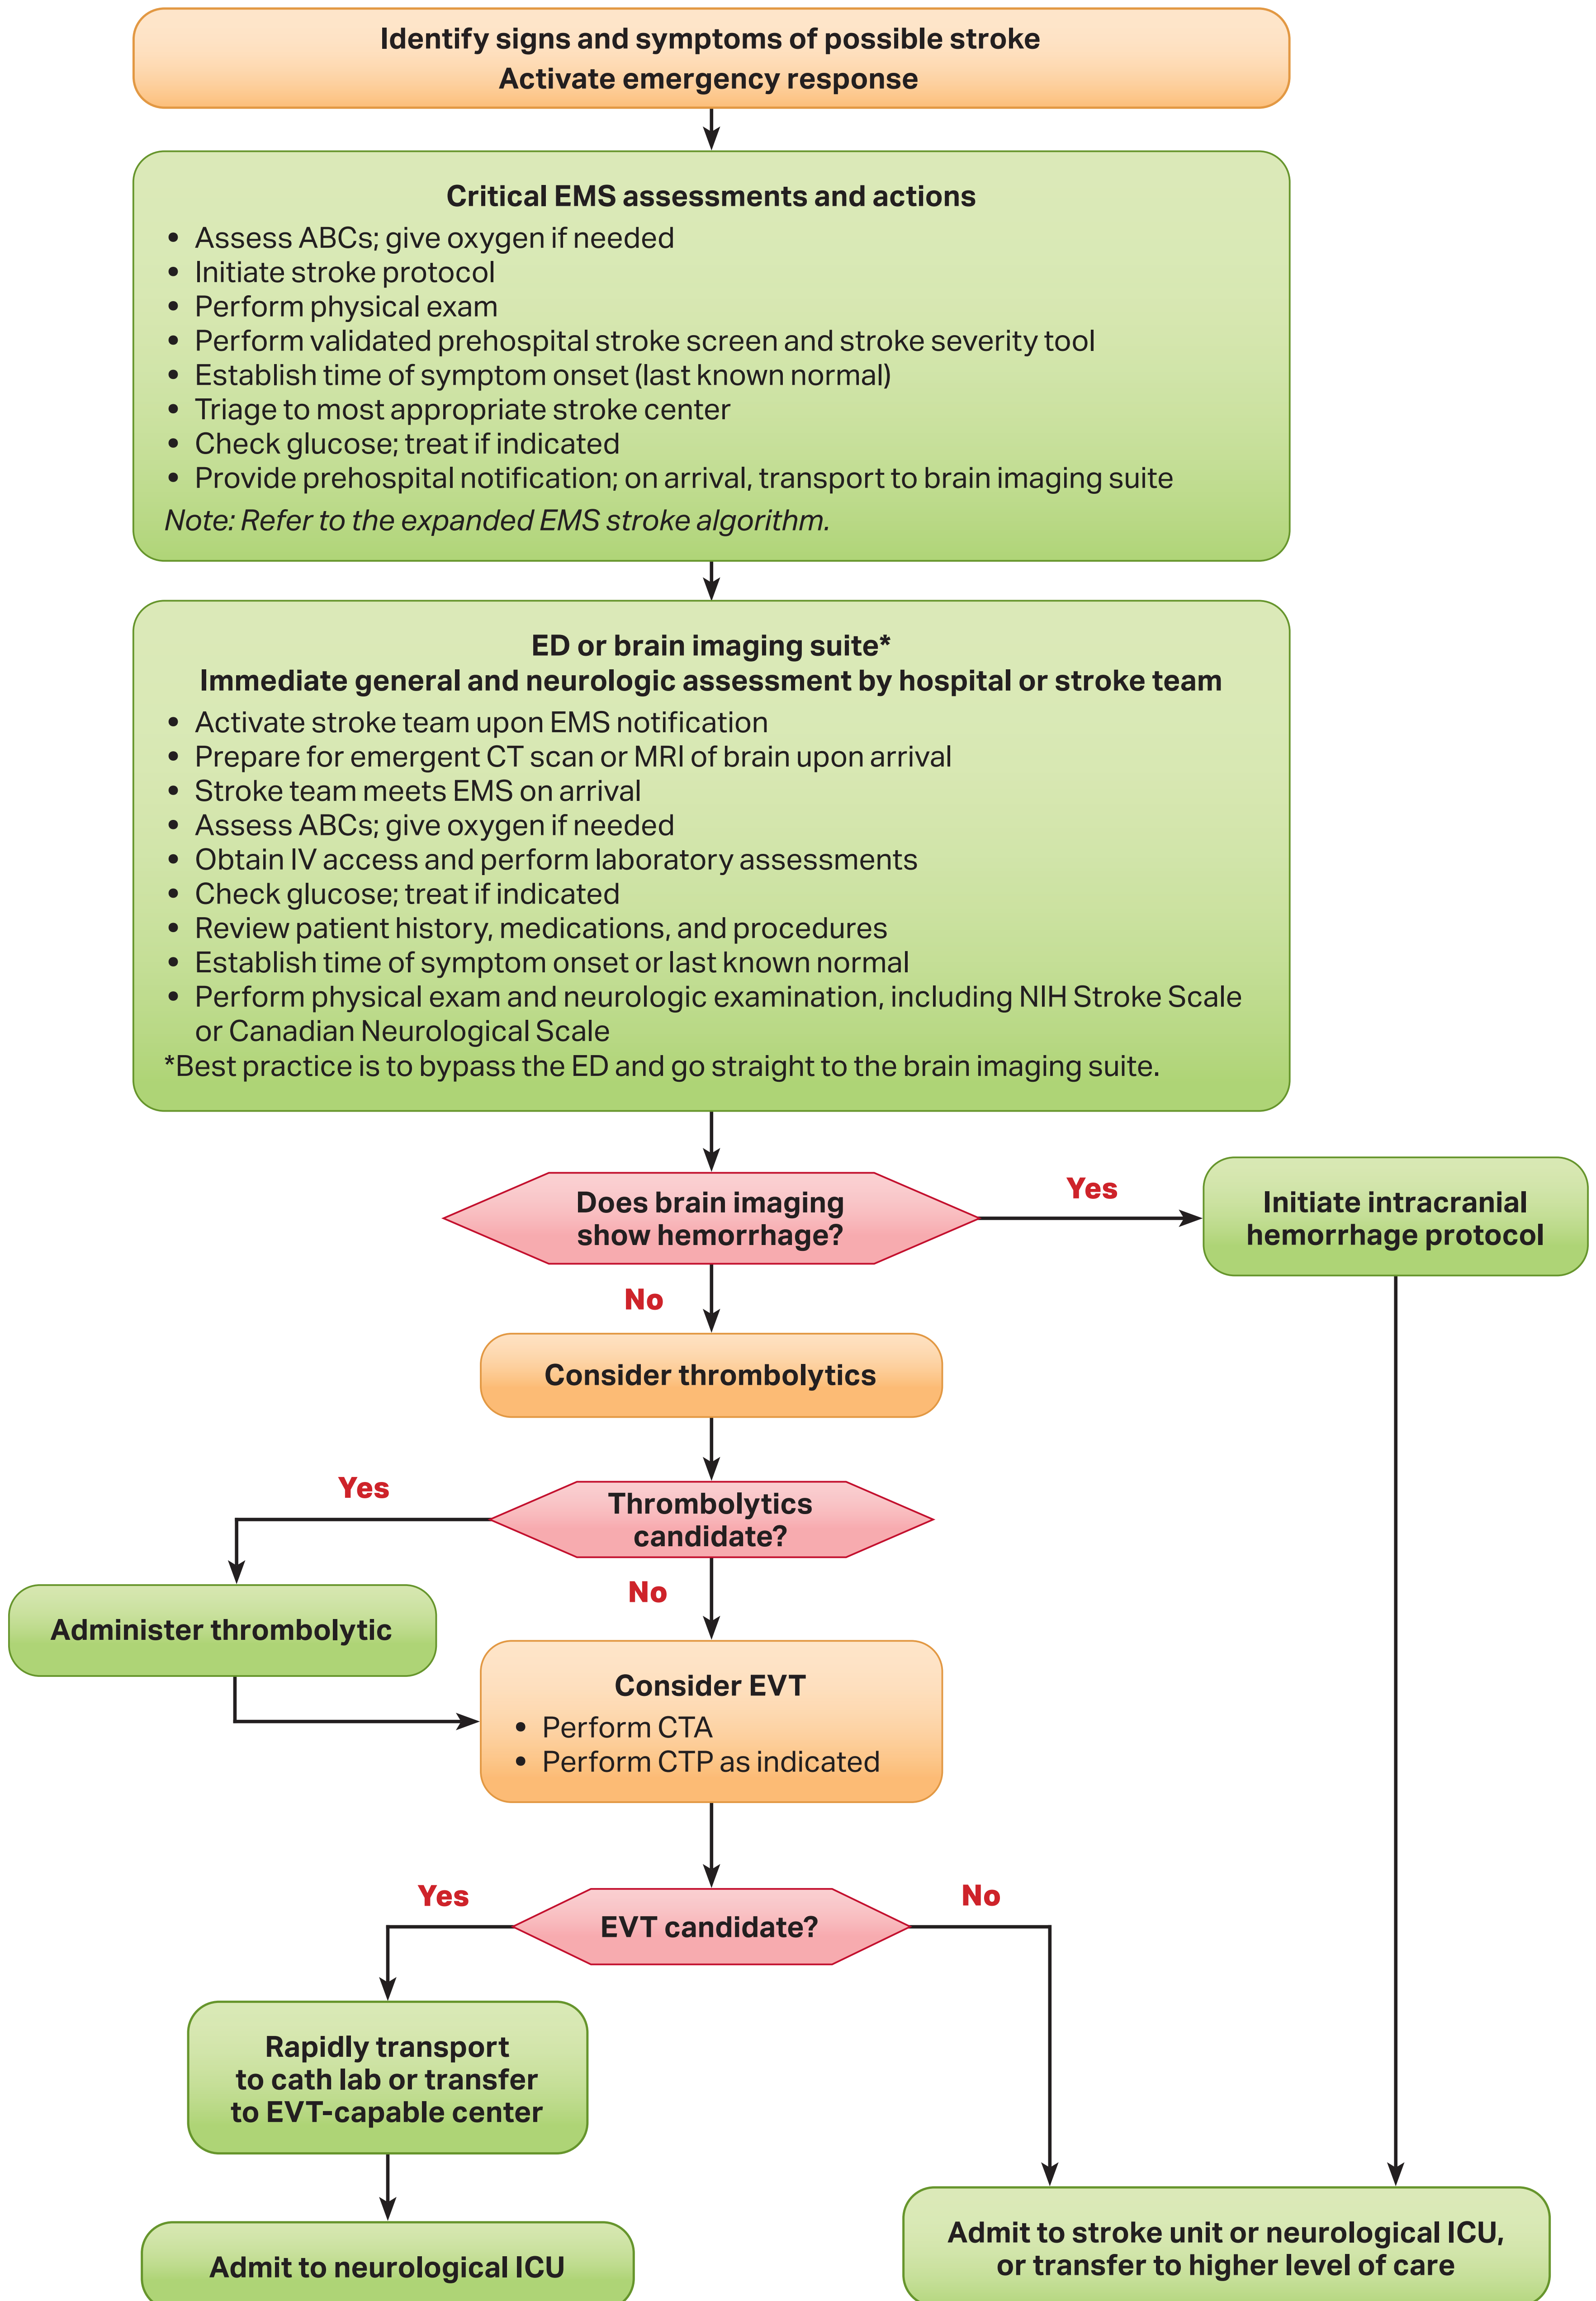 Identify signs and symptoms of possible stroke
Activate emergency response
Critical EMS assessments and actions
• Assess ABCs; give oxygen if needed
• Initiate stroke protocol
• Perform physical exam
• Perform validated prehospital stroke screen and stroke severity tool
• Establish time of symptom onset (last known normal)
• Triage to most appropriate stroke center
• Check glucose; treat if indicated
• Provide prehospital notification; on arrival, transport to brain imaging suite
Note: Refer to the expanded EMS stroke algorithm.
ED or brain imaging suite*
Immediate general and neurologic assessment by hospital or stroke team
• Activate stroke team upon EMS notification
• Prepare for emergent CT scan or MRI of brain upon arrival
• Stroke team meets EMS on arrival
• Assess ABCs; give oxygen if needed
• Obtain IV access and perform laboratory assessments
• Check glucose; treat if indicated
• Review patient history, medications, and procedures
• Establish time of symptom onset or last known normal
• Perform physical exam and neurologic examination, including NIH Stroke Scale
or Canadian Neurological Scale
*Best practice is to bypass the ED and go straight to the brain imaging suite.
Does brain imaging
show hemorrhage?
Yes
Initiate intracranial
hemorrhage protocol
No
Consider thrombolytics
Thrombolytics
candidate?
Yes
No
Administer thrombolytic
Consider EVT
• Perform CTA
• Perform CTP as indicated
EVT candidate?
Yes
No
Rapidly transport
to cath lab or transfer
to EVT-capable center
Admit to neurological ICU
Admit to stroke unit or neurological ICU,
or transfer to higher level of care